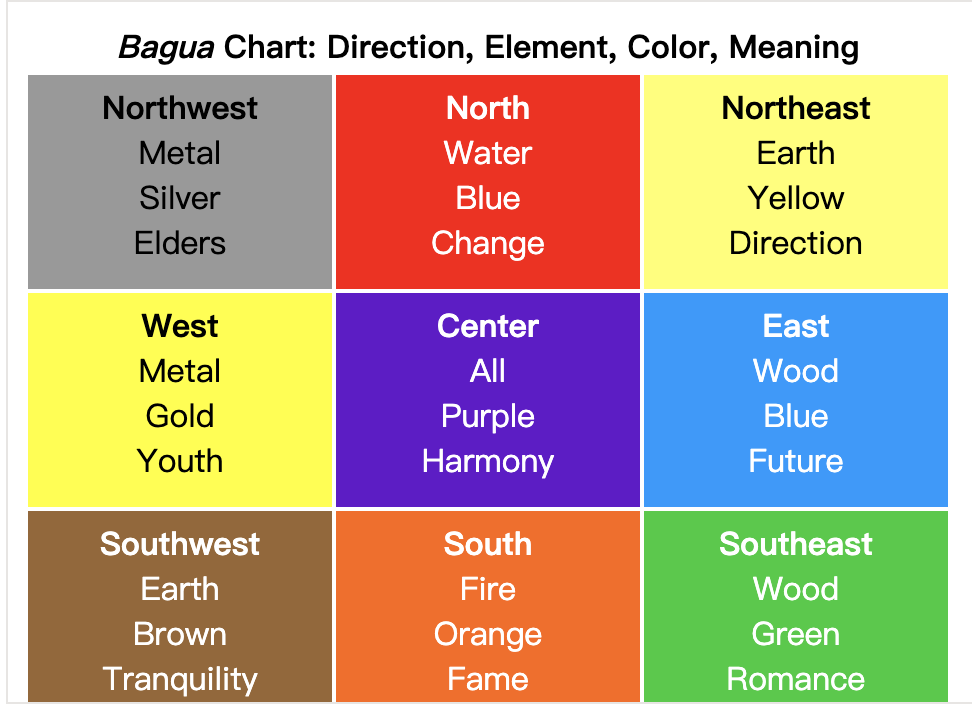 Bagua Chart: Direction, Element, Color, Meaning
Northwest
Metal
Silver
Elders
North
Water
Blue
Change
Northeast
Earth
Yellow
Direction
West
Metal
Gold
Youth
Center
All
Purple
Harmony
East
Wood
Blue
Future
Southwest
Earth
Brown
Tranquility
South
Fire
Orange
Fame
Southeast
Wood
Green
Romance